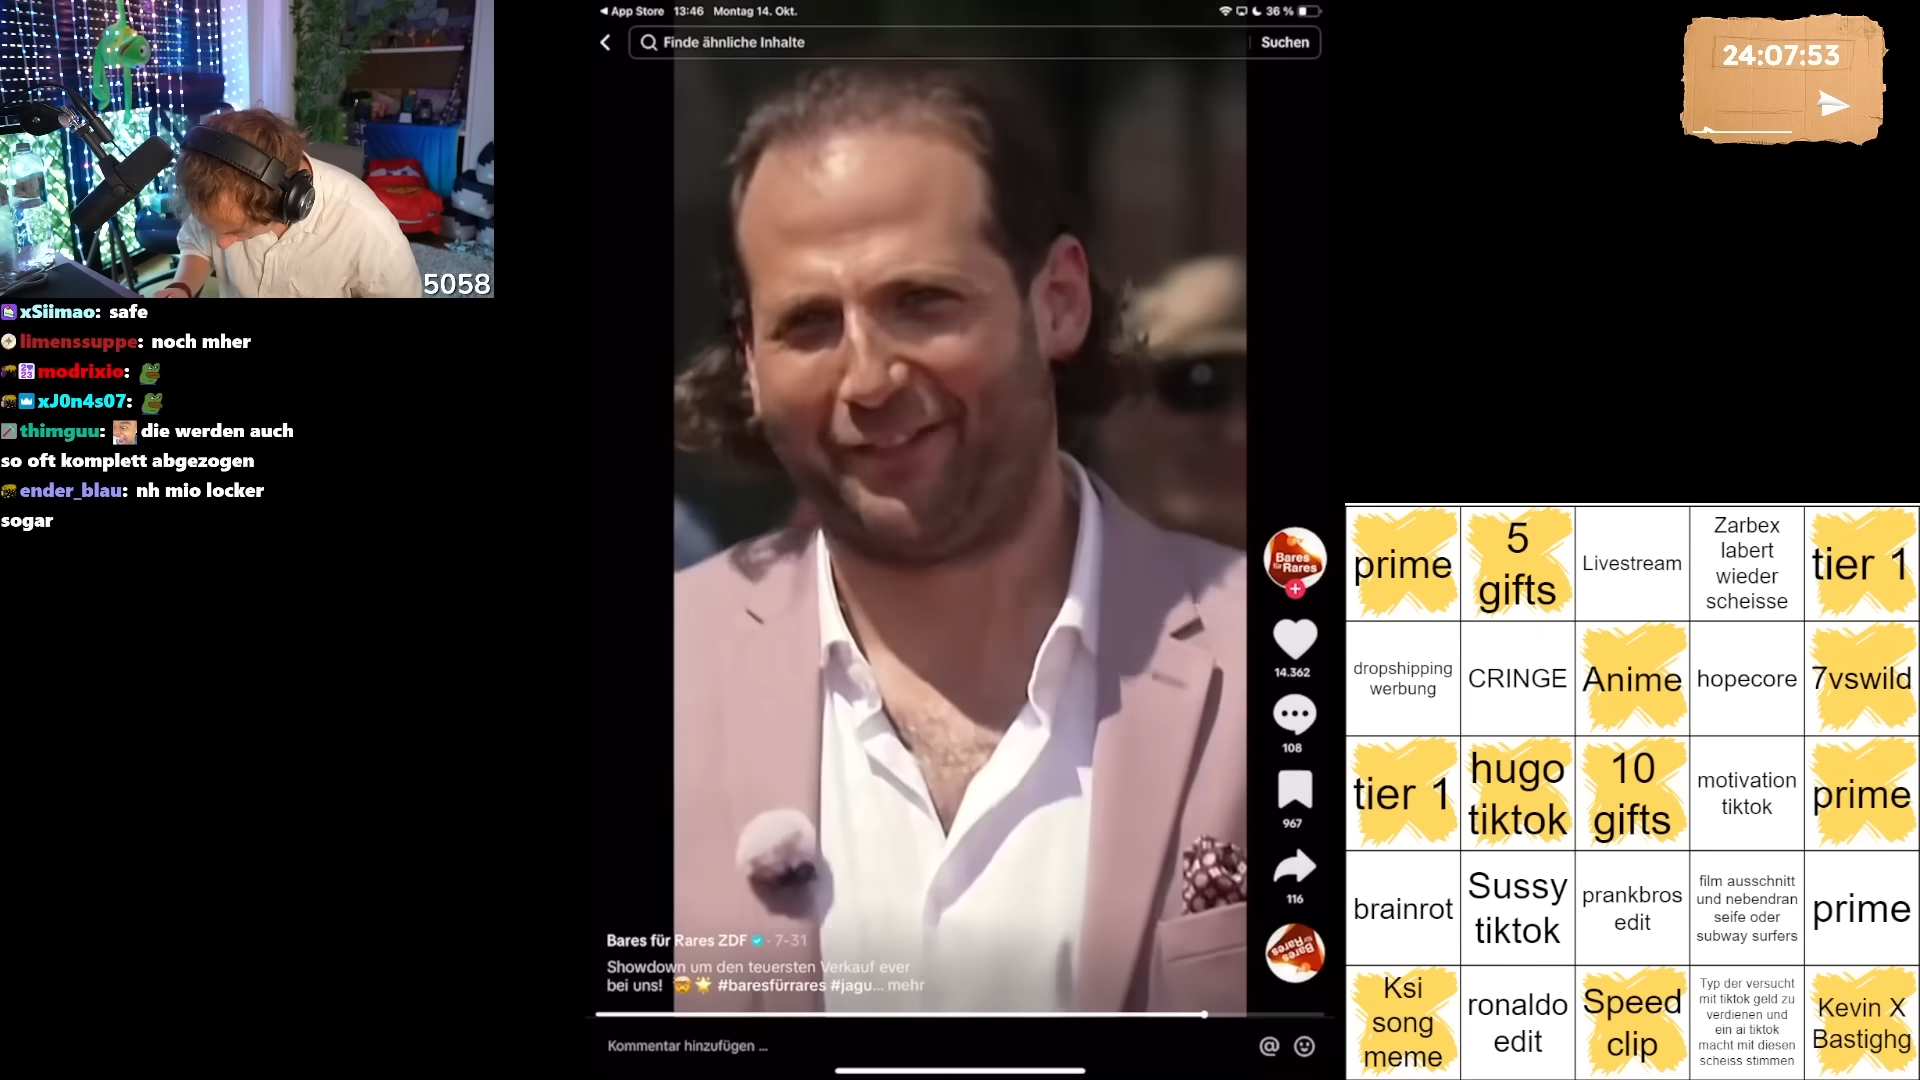 App Store 13:46 Montag 14. Okt.
36 %
Finde ähnliche Inhalte
Suchen
24:07:53
5058
xSiimao: safe
limenssuppe: noch mher
modrixio:
xJ0n4s07:
thimguu: die werden auch
so oft komplett abgezogen
ender_blau: nh mio locker
sogar
Bares
für Rares
14.362
108
967
116
Bares
für Rares
Bares für Rares ZDF · 7-31
Showdown um den teuersten Verkauf ever
bei uns! 🤯🌟 #baresfürrares #jagu... mehr
Kommentar hinzufügen ...
prime
5
gifts
Livestream
Zarbex
labert
wieder
scheisse
tier 1
dropshipping
werbung
CRINGE
Anime
hopecore
7vswild
tier 1
hugo
tiktok
10
gifts
motivation
tiktok
prime
brainrot
Sussy
tiktok
prankbros
edit
film ausschnitt
und nebendran
seife oder
subway surfers
prime
Ksi
song
meme
ronaldo
edit
Speed
clip
Typ der versucht
mit tiktok geld zu
verdienen und
ein ai tiktok
macht mit diesen
scheiss stimmen
Kevin X
Bastighg